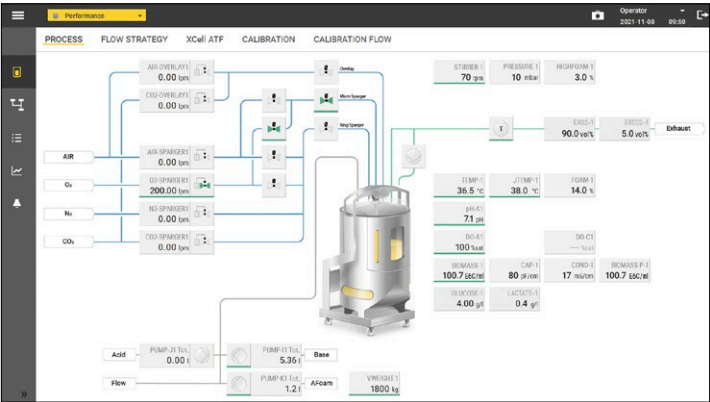 Performance
Operator
2021-11-08 09:50
PROCESS FLOW STRATEGY XCell ATF CALIBRATION CALIBRATION FLOW
AIR-OVERLAY1
0.00 lpm
CO2-OVERLAY1
0.00 lpm
Overlay
Micro Sparger
Ring Sparger
STIRRER-1
70 rpm
PRESSURE-1
10 mbar
HIGHFOAM-1
3.0 %
EXO2-1
90.0 vol%
EXCO2-1
5.0 vol%
Exhaust
AIR
AIR-SPARGER1
0.00 lpm
O₂
O2-SPARGER1
200.00 lpm
N₂
N2-SPARGER1
0.00 lpm
CO₂
CO2-SPARGER1
0.00 lpm
TEMP-1
36.5 °C
JTEMP-1
38.0 °C
FOAM-1
14.0 %
pH-A1
7.1 pH
DO-A1
100 %sat
DO-C1
--- %sat
BIOMASS-1
100.7 E6C/ml
CAP-1
80 pF/cm
COND-1
17 mS/cm
BIOMASS-P-1
100.7 E6C/ml
GLUCOSE-1
4.00 g/l
LACTATE-1
0.4 g/l
Acid
PUMP-J1 Tot.
0.00 l
PUMP-I1 Tot.
5.36 l
Base
Flow
PUMP-K1 Tot.
1.2 l
AFoam
VWEIGHT-1
1800 kg